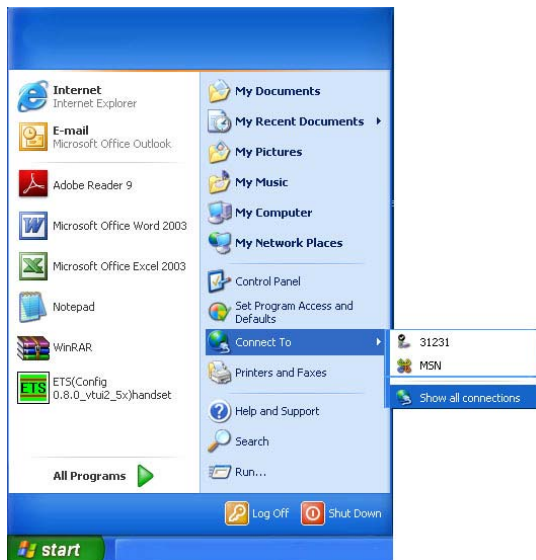 Internet
Internet Explorer
E-mail
Microsoft Office Outlook
Adobe Reader 9
Microsoft Office Word 2003
Microsoft Office Excel 2003
Notepad
WinRAR
ETS
ETS(Config
0.8.0_vtui2_5x)handset
All Programs
My Documents
My Recent Documents
My Pictures
My Music
My Computer
My Network Places
Control Panel
Set Program Access and
Defaults
Connect To
Printers and Faxes
Help and Support
Search
Run...
31231
MSN
Show all connections
Log Off
Shut Down
start